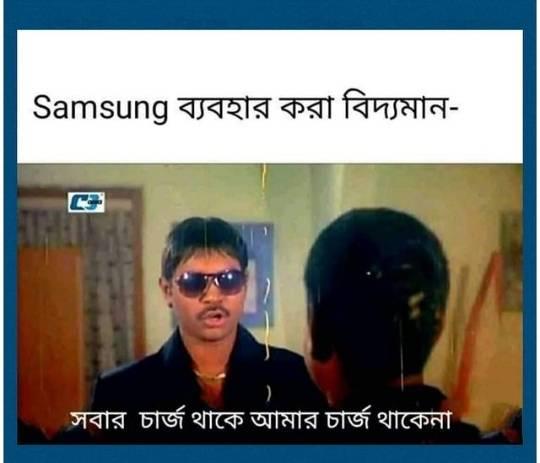 Samsung ব্যবহার করা বিদ্যমান-
সবার চার্জ থাকে আমার চার্জ থাকেনা